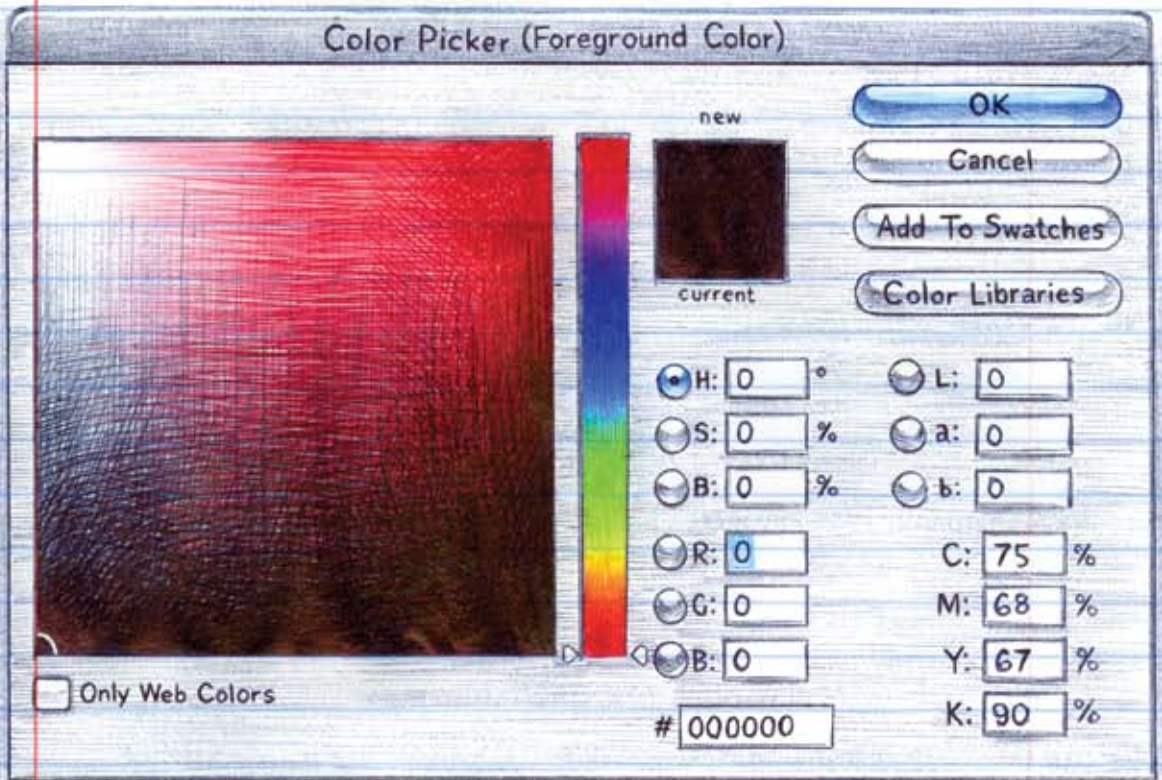 Color Picker (Foreground Color)
new
current
OK
Cancel
Add To Swatches
Color Libraries
H: 0 °
S: 0 %
B: 0 %
R: 0
G: 0
B: 0
# 000000
L: 0
a: 0
b: 0
C: 75 %
M: 68 %
Y: 67 %
K: 90 %
Only Web Colors